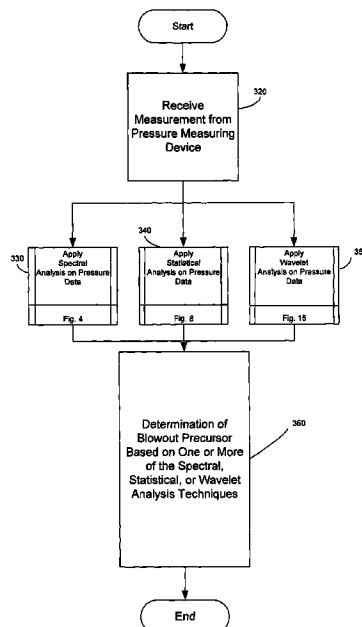 Start
320
Receive
Measurement from
Pressure Measuring
Device
330
Apply
Spectral
Analysis on Pressure
Data
Fig. 4
340
Apply
Statistical
Analysis on Pressure
Data
Fig. 8
35
Apply
Wavelet
Analysis on Pressure
Data
Fig. 15
360
Determination of
Blowout Precursor
Based on One or More
of the Spectral,
Statistical, or Wavelet
Analysis Techniques
End